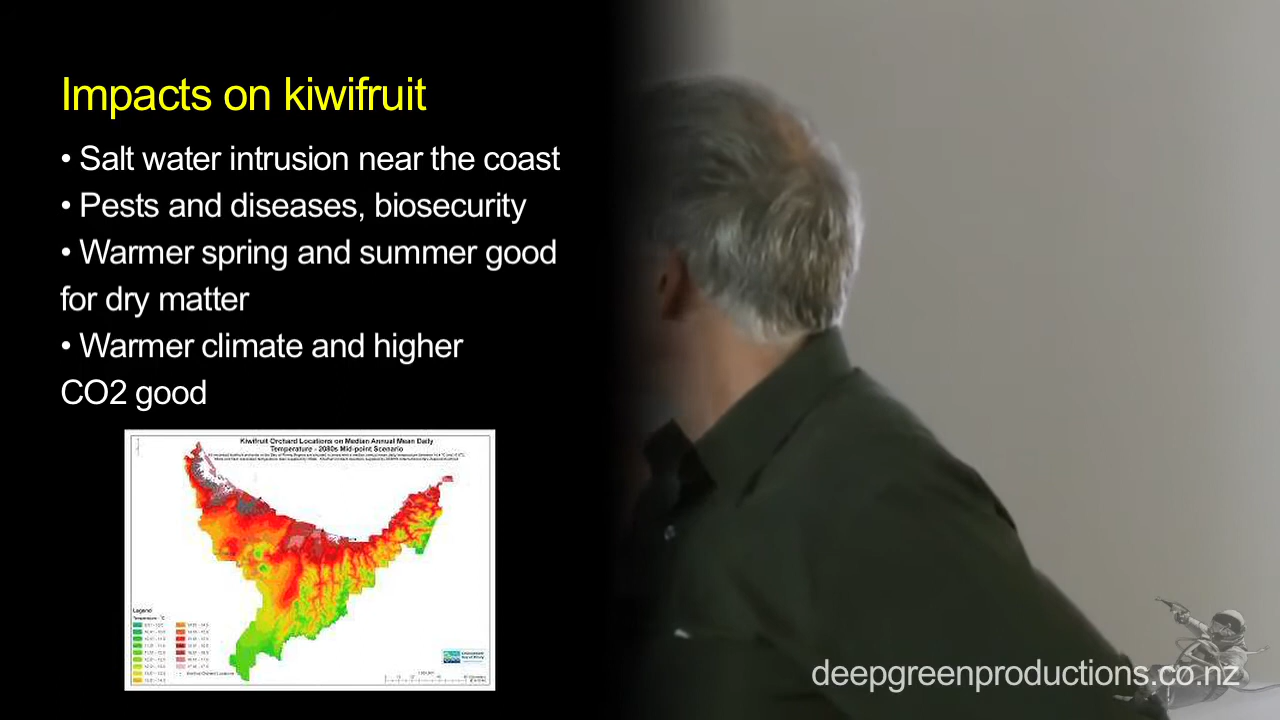 Impacts on kiwifruit
• Salt water intrusion near the coast
• Pests and diseases, biosecurity
• Warmer spring and summer good
for dry matter
• Warmer climate and higher
CO2 good
Kiwifruit Orchard Locations on Median Annual Mean Daily
Temperature - 2080s Mid-point Scenario
Legend
deepgreenproductions.co.nz